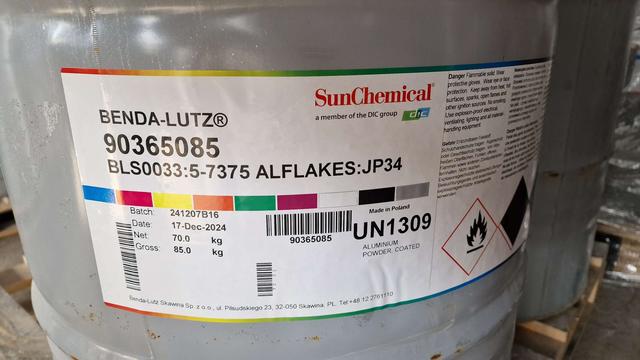 SunChemical®
a member of the DIC group dic
BENDA-LUTZ®
90365085
BLS0033:5-7375 ALFLAKES:JP34
Batch: 241207B16
Date: 17-Dec-2024
Net: 70.0 kg
Gross: 85.0 kg
90365085
Made in Poland
UN1309
ALUMINIUM
POWDER, COATED
Benda-Lutz Skawina Sp. z o.o., ul. Piłsudskiego 23, 32-050 Skawina, PL, Tel +48 12 2761110
Danger Flammable solid. Wear
protective gloves. Wear eye or face
protection. Keep away from heat, hot
surfaces, sparks, open flames and
other ignition sources. No smoking.
Use explosion-proof electrical,
ventilating, lighting and all material-
handling equipment.